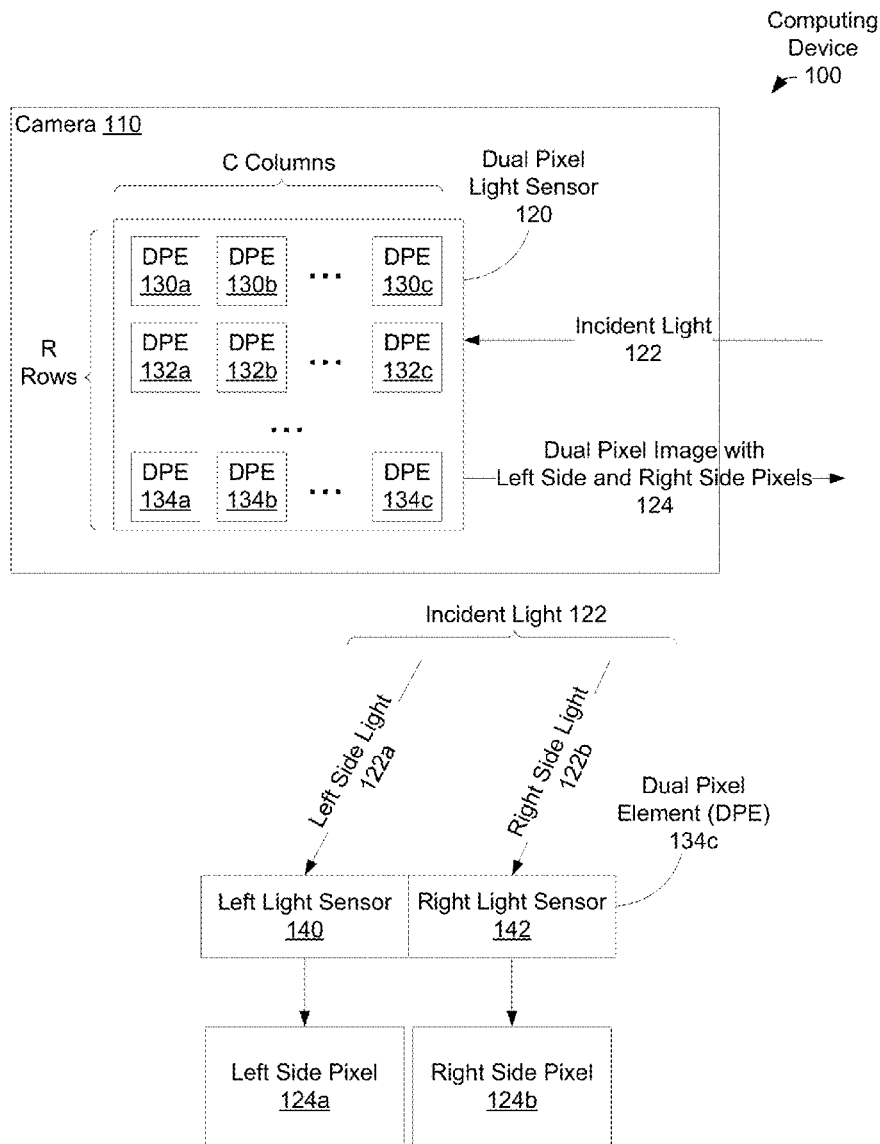 Computing
Device
100
Camera 110
C Columns
Dual Pixel
Light Sensor
120
R
Rows
DPE
130a
DPE
130b
...
DPE
130c
DPE
132a
DPE
132b
...
DPE
132c
...
DPE
134a
DPE
134b
...
DPE
134c
Incident Light
122
Dual Pixel Image with
Left Side and Right Side Pixels
124
Incident Light 122
Left Side Light
122a
Right Side Light
122b
Dual Pixel
Element (DPE)
134c
Left Light Sensor
140
Right Light Sensor
142
Left Side Pixel
124a
Right Side Pixel
124b